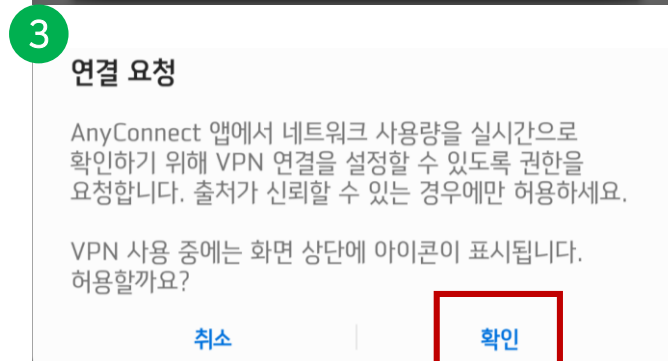 3
연결 요청
AnyConnect 앱에서 네트워크 사용량을 실시간으로
확인하기 위해 VPN 연결을 설정할 수 있도록 권한을
요청합니다. 출처가 신뢰할 수 있는 경우에만 허용하세요.
VPN 사용 중에는 화면 상단에 아이콘이 표시됩니다.
허용할까요?
취소 확인